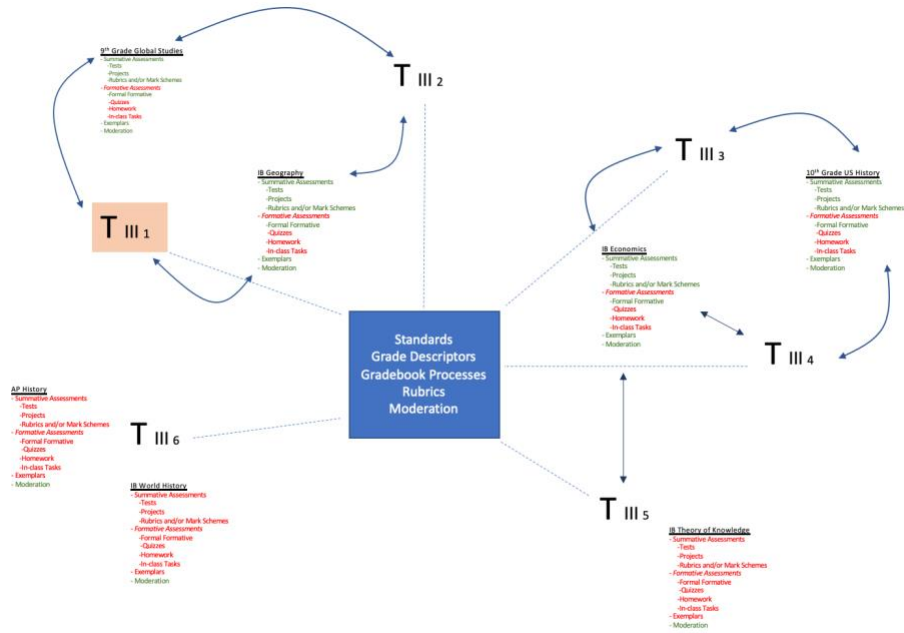 9th Grade Global Studies
- Summative Assessments
-Tests
-Projects
-Rubrics and/or Mark Schemes
- Formative Assessments
-Formal Formative
-Quizzes
-Homework
-In-class Tasks
-Exemplars
- Moderation
T III 2
IB Geography
- Summative Assessments
-Tests
-Projects
-Rubrics and/or Mark Schemes
- Formative Assessments
-Formal Formative
-Quizzes
-Homework
-In-class Tasks
- Exemplars
- Moderation
T III 1
T III 3
10th Grade US History
- Summative Assessments
-Tests
-Projects
-Rubrics and/or Mark Schemes
- Formative Assessments
-Formal Formative
-Quizzes
-Homework
-In-class Tasks
- Exemplars
- Moderation
IB Economics
- Summative Assessments
-Tests
-Projects
-Rubrics and/or Mark Schemes
- Formative Assessments
-Formal Formative
-Quizzes
-Homework
-In-class Tasks
- Exemplars
- Moderation
T III 4
Standards
Grade Descriptors
Gradebook Processes
Rubrics
Moderation
AP History
- Summative Assessments
-Tests
-Projects
-Rubrics and/or Mark Schemes
- Formative Assessments
-Formal Formative
-Quizzes
-Homework
-In-class Tasks
- Exemplars
- Moderation
T III 6
IB World History
- Summative Assessments
-Tests
-Projects
-Rubrics and/or Mark Schemes
- Formative Assessments
-Formal Formative
-Quizzes
-Homework
-In-class Tasks
- Exemplars
- Moderation
T III 5
IB Theory of Knowledge
- Summative Assessments
-Tests
-Projects
-Rubrics and/or Mark Schemes
- Formative Assessments
-Formal Formative
-Quizzes
-Homework
-In-class Tasks
- Exemplars
- Moderation